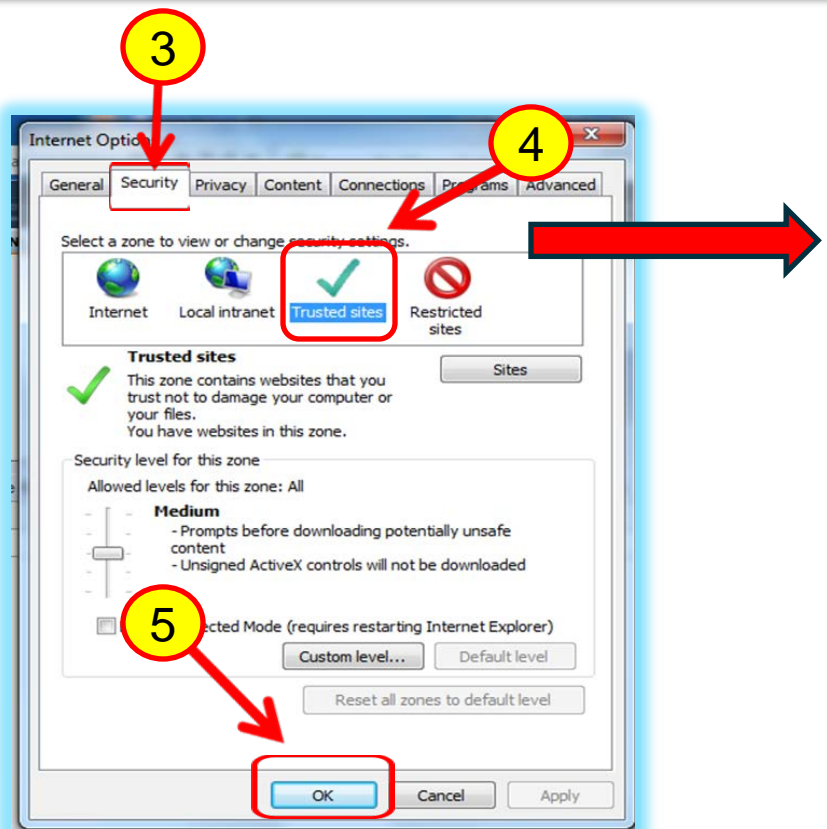 3
Internet Option
4
General Security Privacy Content Connections Programs Advanced
Select a zone to view or change security settings.
Internet
Local intranet
Trusted sites
Restricted
sites
Trusted sites
Sites
This zone contains websites that you
trust not to damage your computer or
your files.
You have websites in this zone.
Security level for this zone
Allowed levels for this zone: All
Medium
- Prompts before downloading potentially unsafe
content
- Unsigned ActiveX controls will not be downloaded
5
Mode (requires restarting Internet Explorer)
Custom level...
Default level
Reset all zones to default level
OK
Cancel
Apply